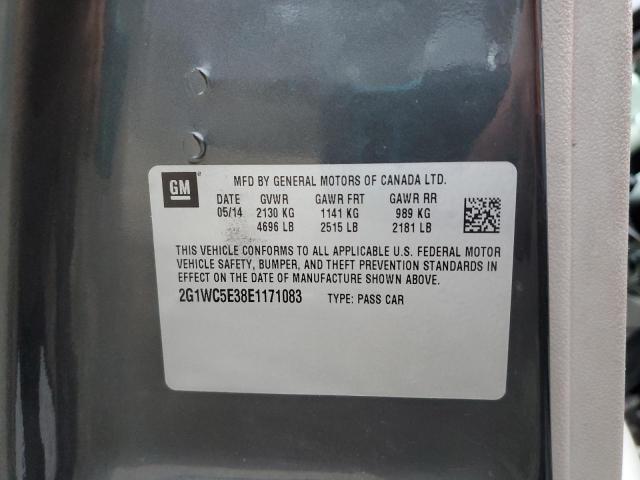 GM ®
MFD BY GENERAL MOTORS OF CANADA LTD.
DATE GVWR GAWR FRT GAWR RR
05/14 2130 KG 1141 KG 989 KG
4696 LB 2515 LB 2181 LB
THIS VEHICLE CONFORMS TO ALL APPLICABLE U.S. FEDERAL MOTOR
VEHICLE SAFETY, BUMPER, AND THEFT PREVENTION STANDARDS IN
EFFECT ON THE DATE OF MANUFACTURE SHOWN ABOVE.
2G1WC5E38E1171083 TYPE: PASS CAR